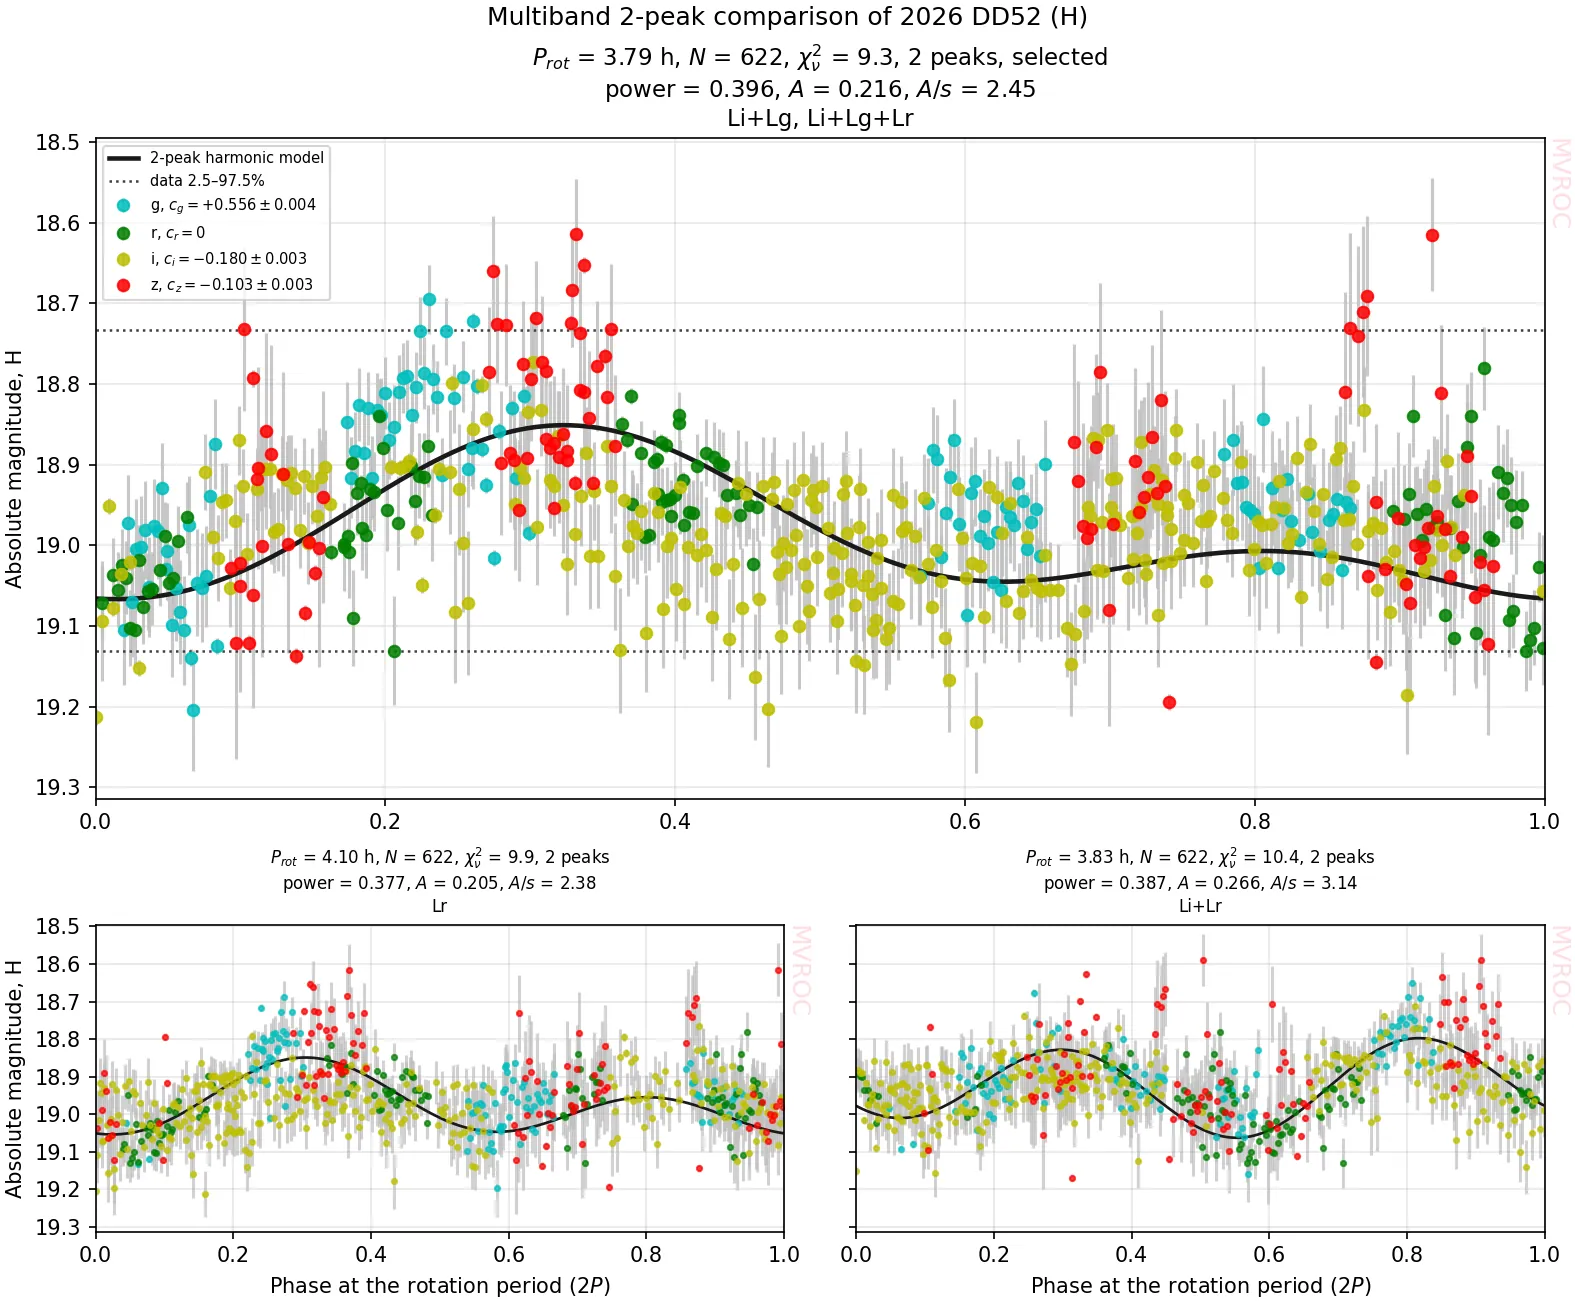 Multiband 2-peak comparison of 2026 DD52 (H)
P_rot = 3.79 h, N = 622, χ²_ν = 9.3, 2 peaks, selected
power = 0.396, A = 0.216, A/s = 2.45
Li+Lg, Li+Lg+Lr
2-peak harmonic model
data 2.5–97.5%
g, c_g = +0.556 ± 0.004
r, c_r = 0
i, c_i = −0.180 ± 0.003
z, c_z = −0.103 ± 0.003
MVROC
Absolute magnitude, H
18.5
18.6
18.7
18.8
18.9
19.0
19.1
19.2
19.3
0.0 0.2 0.4 0.6 0.8 1.0
P_rot = 4.10 h, N = 622, χ²_ν = 9.9, 2 peaks
power = 0.377, A = 0.205, A/s = 2.38
Lr
MVROC
Absolute magnitude, H
18.5
18.6
18.7
18.8
18.9
19.0
19.1
19.2
19.3
0.0 0.2 0.4 0.6 0.8 1.0
Phase at the rotation period (2P)
P_rot = 3.83 h, N = 622, χ²_ν = 10.4, 2 peaks
power = 0.387, A = 0.266, A/s = 3.14
Li+Lr
MVROC
0.0 0.2 0.4 0.6 0.8 1.0
Phase at the rotation period (2P)